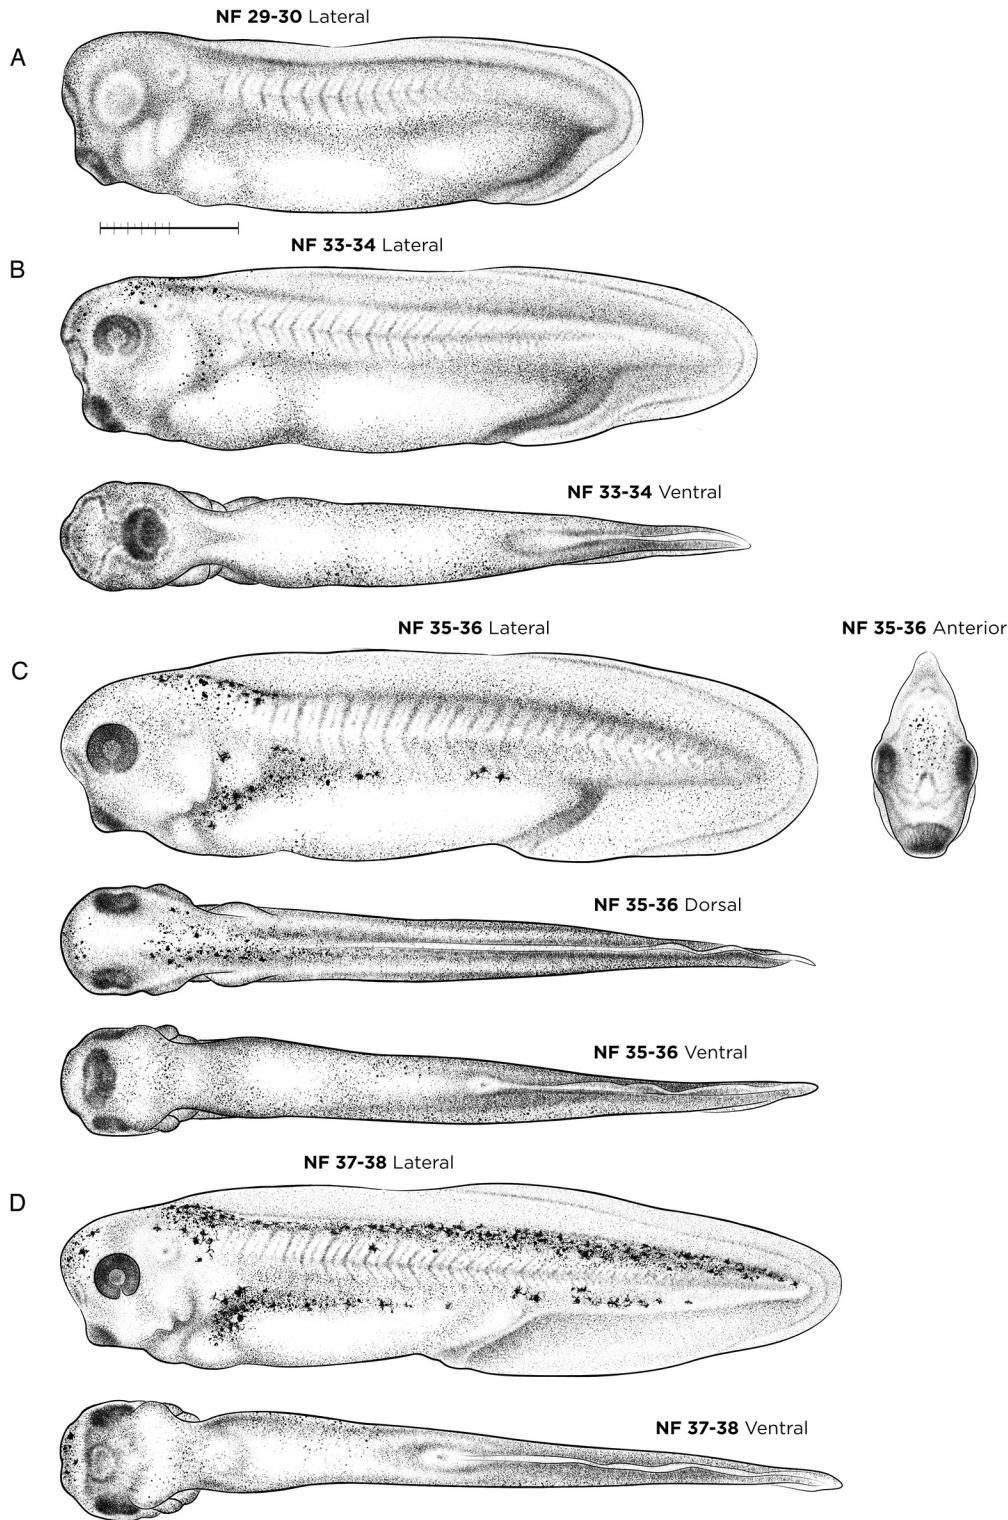 NF 29-30 Lateral
A
NF 33-34 Lateral
B
NF 33-34 Ventral
NF 35-36 Lateral
NF 35-36 Anterior
C
NF 35-36 Dorsal
NF 35-36 Ventral
NF 37-38 Lateral
D
NF 37-38 Ventral